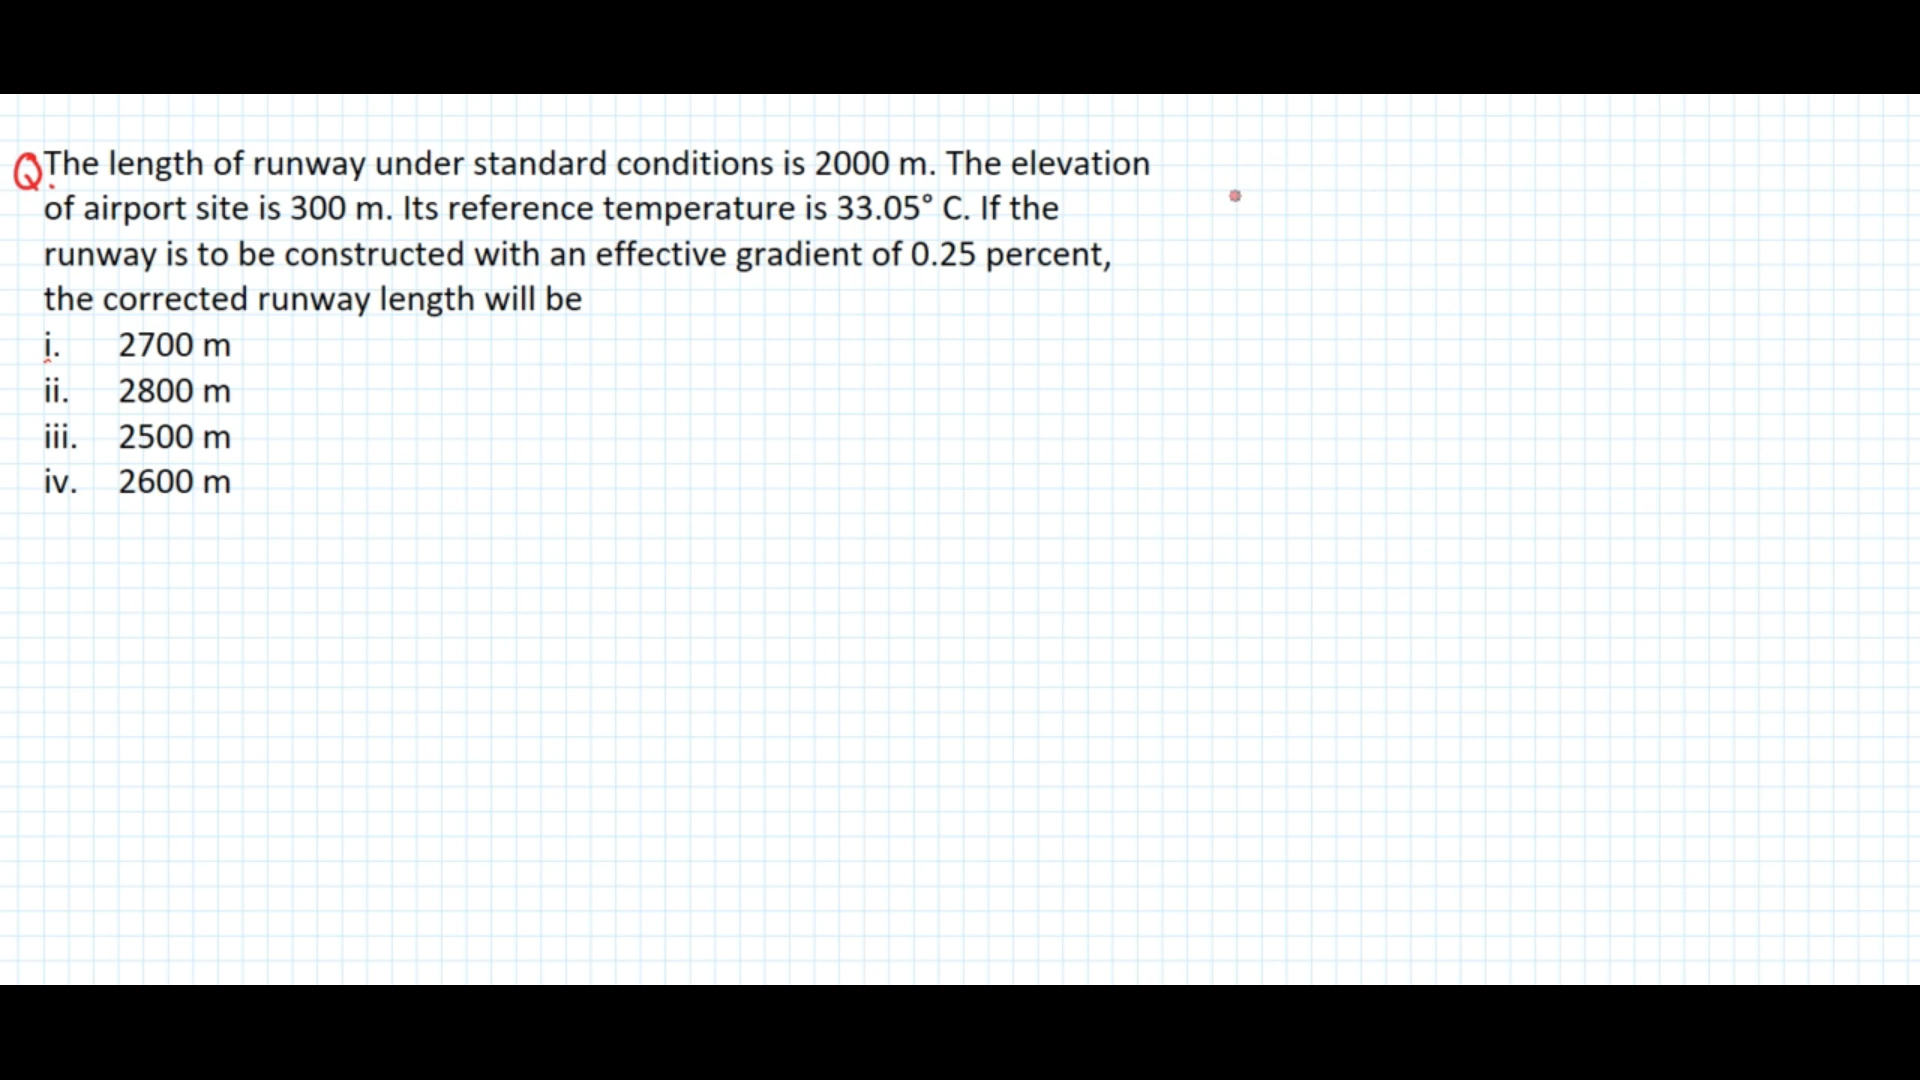 Q. The length of runway under standard conditions is 2000 m. The elevation
of airport site is 300 m. Its reference temperature is 33.05° C. If the
runway is to be constructed with an effective gradient of 0.25 percent,
the corrected runway length will be
i. 2700 m
ii. 2800 m
iii. 2500 m
iv. 2600 m